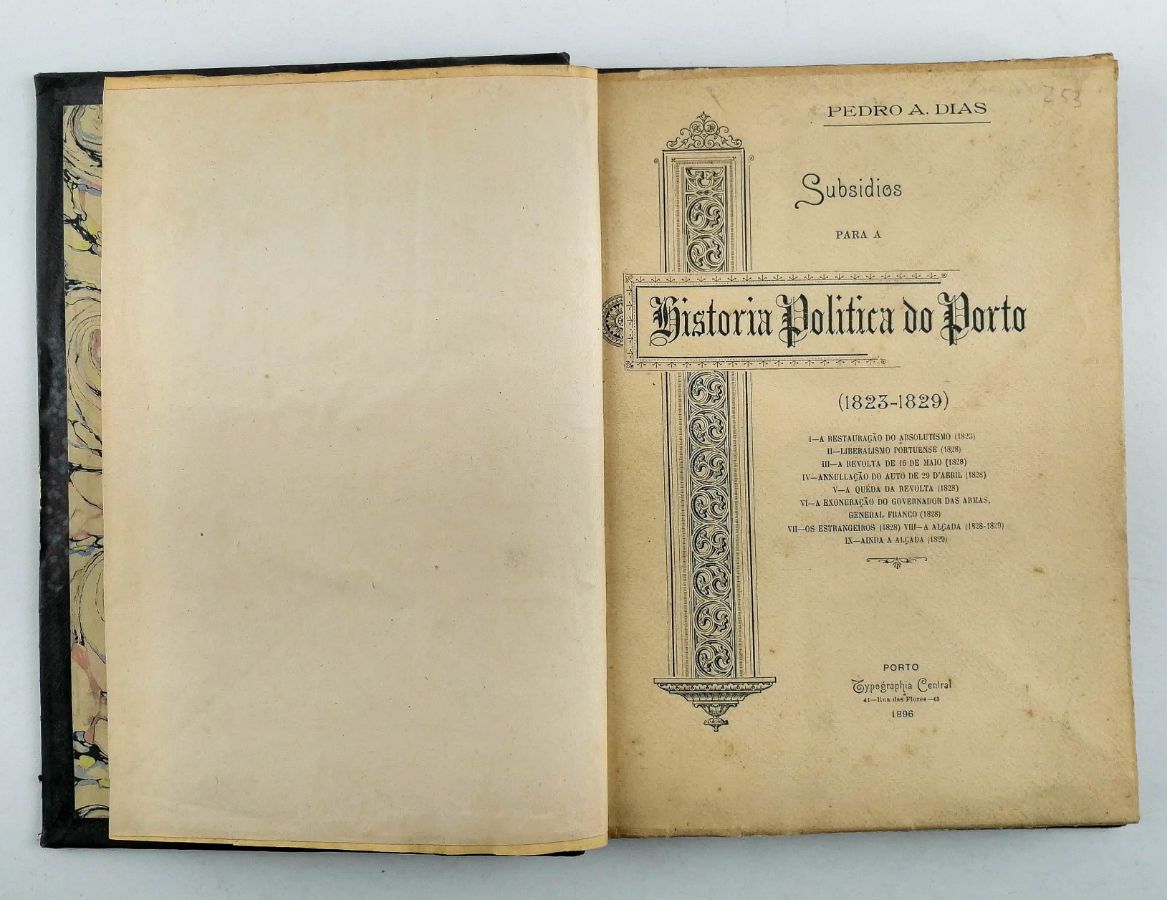 253
PEDRO A. DIAS
Subsidios
PARA A
Historia Politica do Porto
(1823-1829)
I—A RESTAURAÇÃO DO ABSOLUTISMO (1823)
II—LIBERALISMO PORTUENSE (1828)
III—A REVOLTA DE 16 DE MAIO (1828)
IV—ANNULLAÇÃO DO AUTO DE 29 D'ABRIL (1828)
V—A QUÉDA DA REVOLTA (1828)
VI—A EXONERAÇÃO DO GOVERNADOR DAS ARMAS,
GENERAL FRANCO (1828)
VII—OS ESTRANGEIROS (1828) VIII—A ALÇADA (1828-1829)
IX—AINDA A ALÇADA (1829)
PORTO
Typographia Central
41—Rua das Flores—43
1896